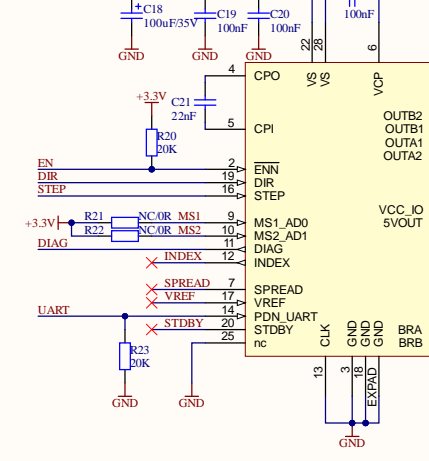 C18
100uF/35V
C19
100nF
C20
100nF
100nF
GND
GND
GND
22
28
6
VS
VS
VCP
4
CPO
+3.3V
C21
22nF
5
CPI
R20
20K
OUTB2
OUTB1
OUTA1
OUTA2
EN
2
ENN
DIR
19
DIR
STEP
16
STEP
+3.3V
R21
NC/0R
MS1
9
MS1_AD0
R22
NC/0R
MS2
10
MS2_AD1
VCC_IO
5VOUT
DIAG
11
DIAG
INDEX
12
INDEX
SPREAD
7
SPREAD
VREF
17
VREF
UART
14
PDN_UART
STDBY
20
STDBY
25
nc
R23
20K
CLK
GND
GND
GND
BRA
BRB
13
3
18
EXPAD
GND
GND
GND